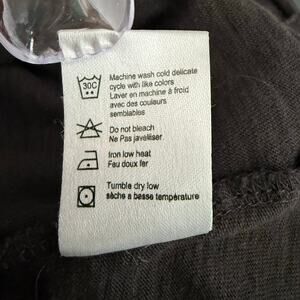 30C
Machine wash cold delicate
cycle with like colors
Laver en machine à froid
avec des couleurs
semblables
Do not bleach
Ne Pas javéliser.
Iron low heat
Feu doux fer
Tumble dry low
sèche a basse température